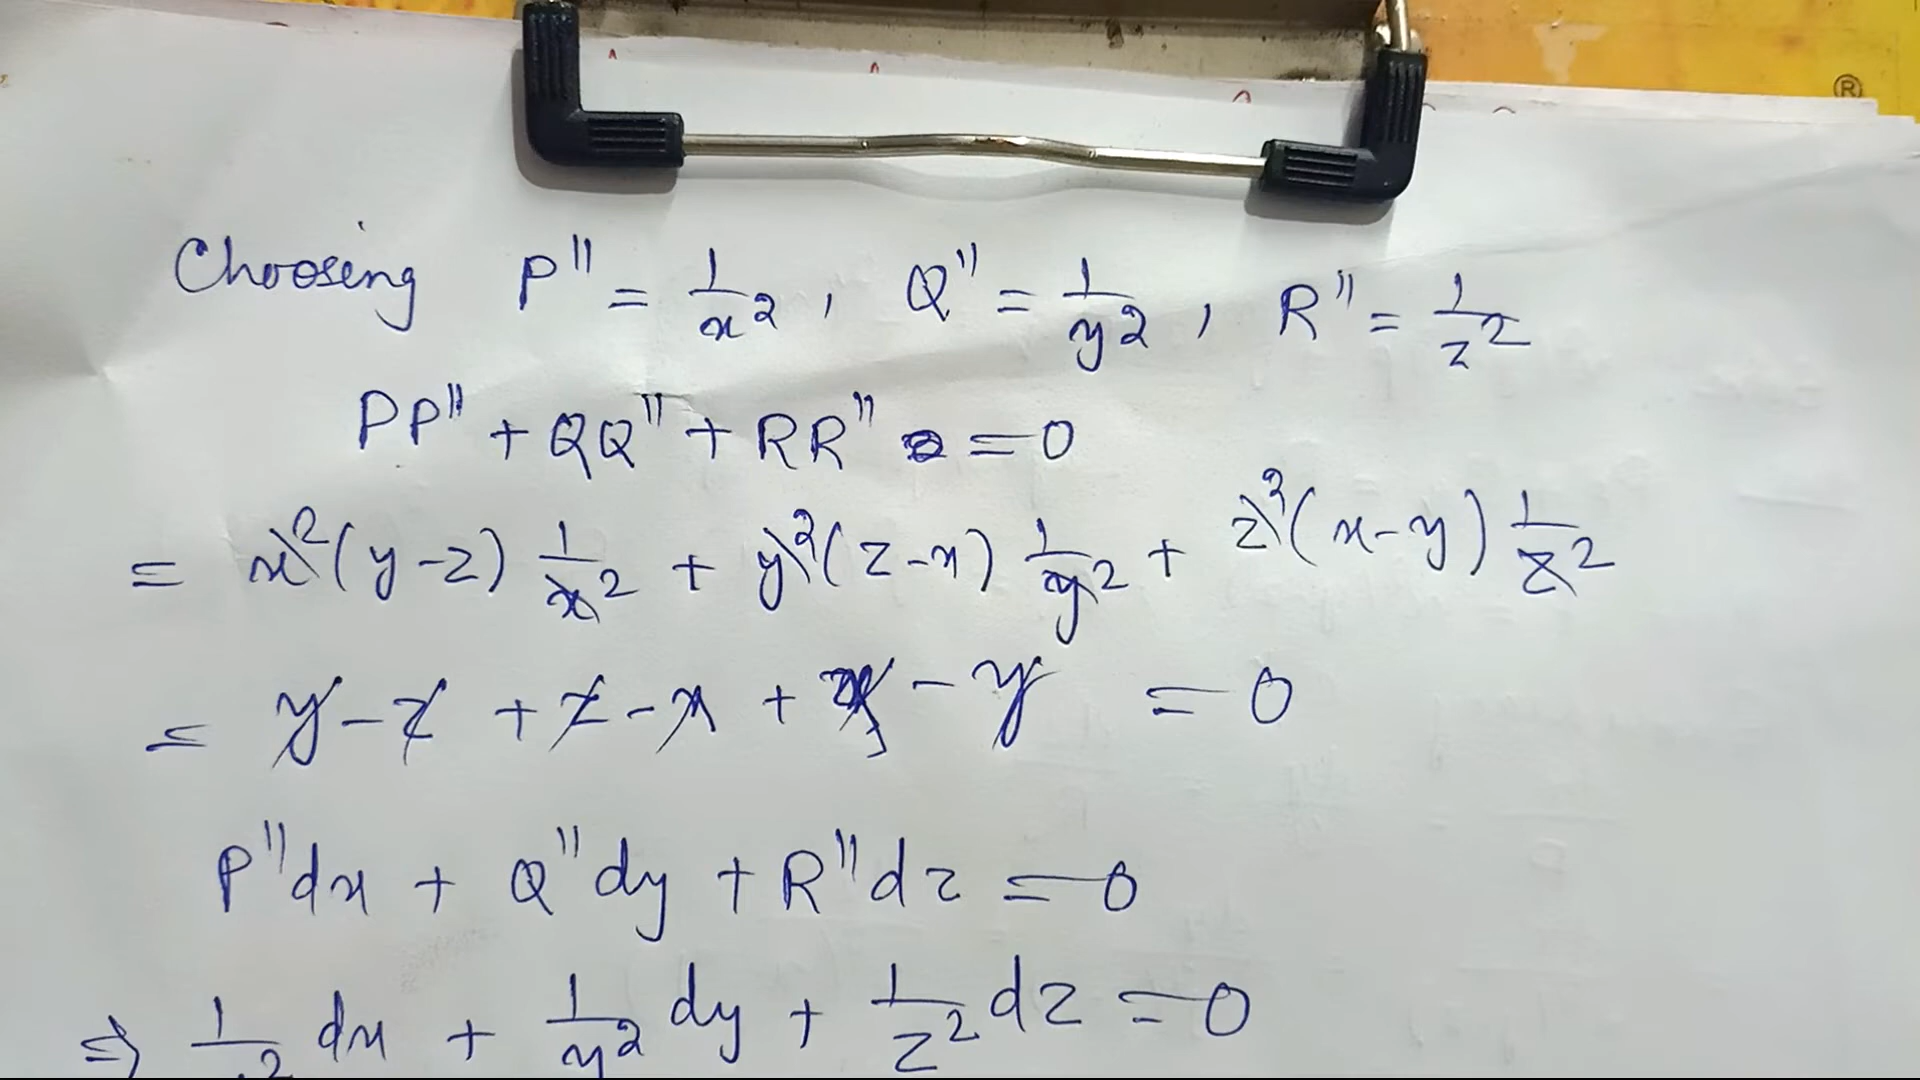 ®
Choosing P'' = 1/x², Q'' = 1/y², R'' = 1/z²
PP'' + QQ'' + RR'' = 0
= x²(y-z) 1/x² + y²(z-x) 1/y² + z²(x-y) 1/z²
= y - z + z - x + x - y = 0
P''dx + Q''dy + R''dz = 0
⇒ 1/x² dx + 1/y² dy + 1/z² dz = 0